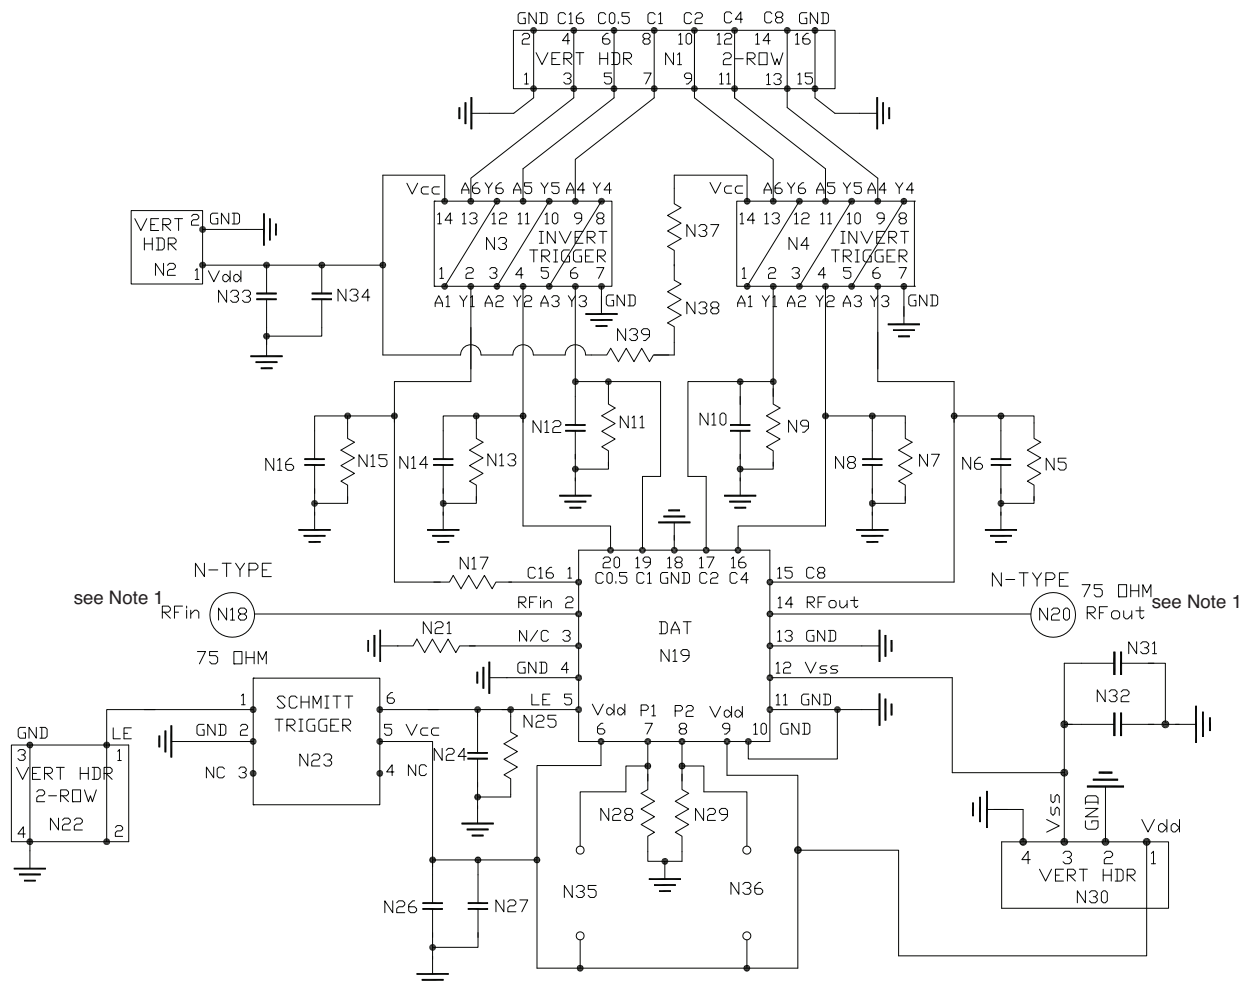 GND C16 C0.5 C1 C2 C4 C8 GND
2 4 6 8 10 12 14 16
VERT HDR N1 2-ROW
1 3 5 7 9 11 13 15
Vcc A6 Y6 A5 Y5 A4 Y4
14 13 12 11 10 9 8
N3 INVERT
TRIGGER
1 2 3 4 5 6 7
A1 Y1 A2 Y2 A3 Y3 GND
Vcc A6 Y6 A5 Y5 A4 Y4
14 13 12 11 10 9 8
N4 INVERT
TRIGGER
1 2 3 4 5 6 7
A1 Y1 A2 Y2 A3 Y3 GND
VERT 2 GND
HDR
N2 1 Vdd
N33 N34
N37
N38
N39
N16 N15 N14 N13 N12 N11 N10 N9 N8 N7 N6 N5
N17
20 19 18 17 16
C0.5 C1 GND C2 C4
C16 1
RFin 2
N/C 3
GND 4
LE 5
DAT
N19
15 C8
14 RFout
13 GND
12 Vss
11 GND
Vdd P1 P2 Vdd
6 7 8 9 10 GND
N-TYPE
see Note 1 RFin N18
75 OHM
N-TYPE
N20 75 OHM
RFout see Note 1
N21
SCHMITT
TRIGGER
N23
1
GND 2
NC 3
6
5 Vcc
4 NC
N24 N25
GND LE
3 1
VERT HDR
2-ROW
N22
4 2
N26 N27
N28 N29
N35 N36
N31
N32
Vss GND Vdd
4 3 2 1
VERT HDR
N30